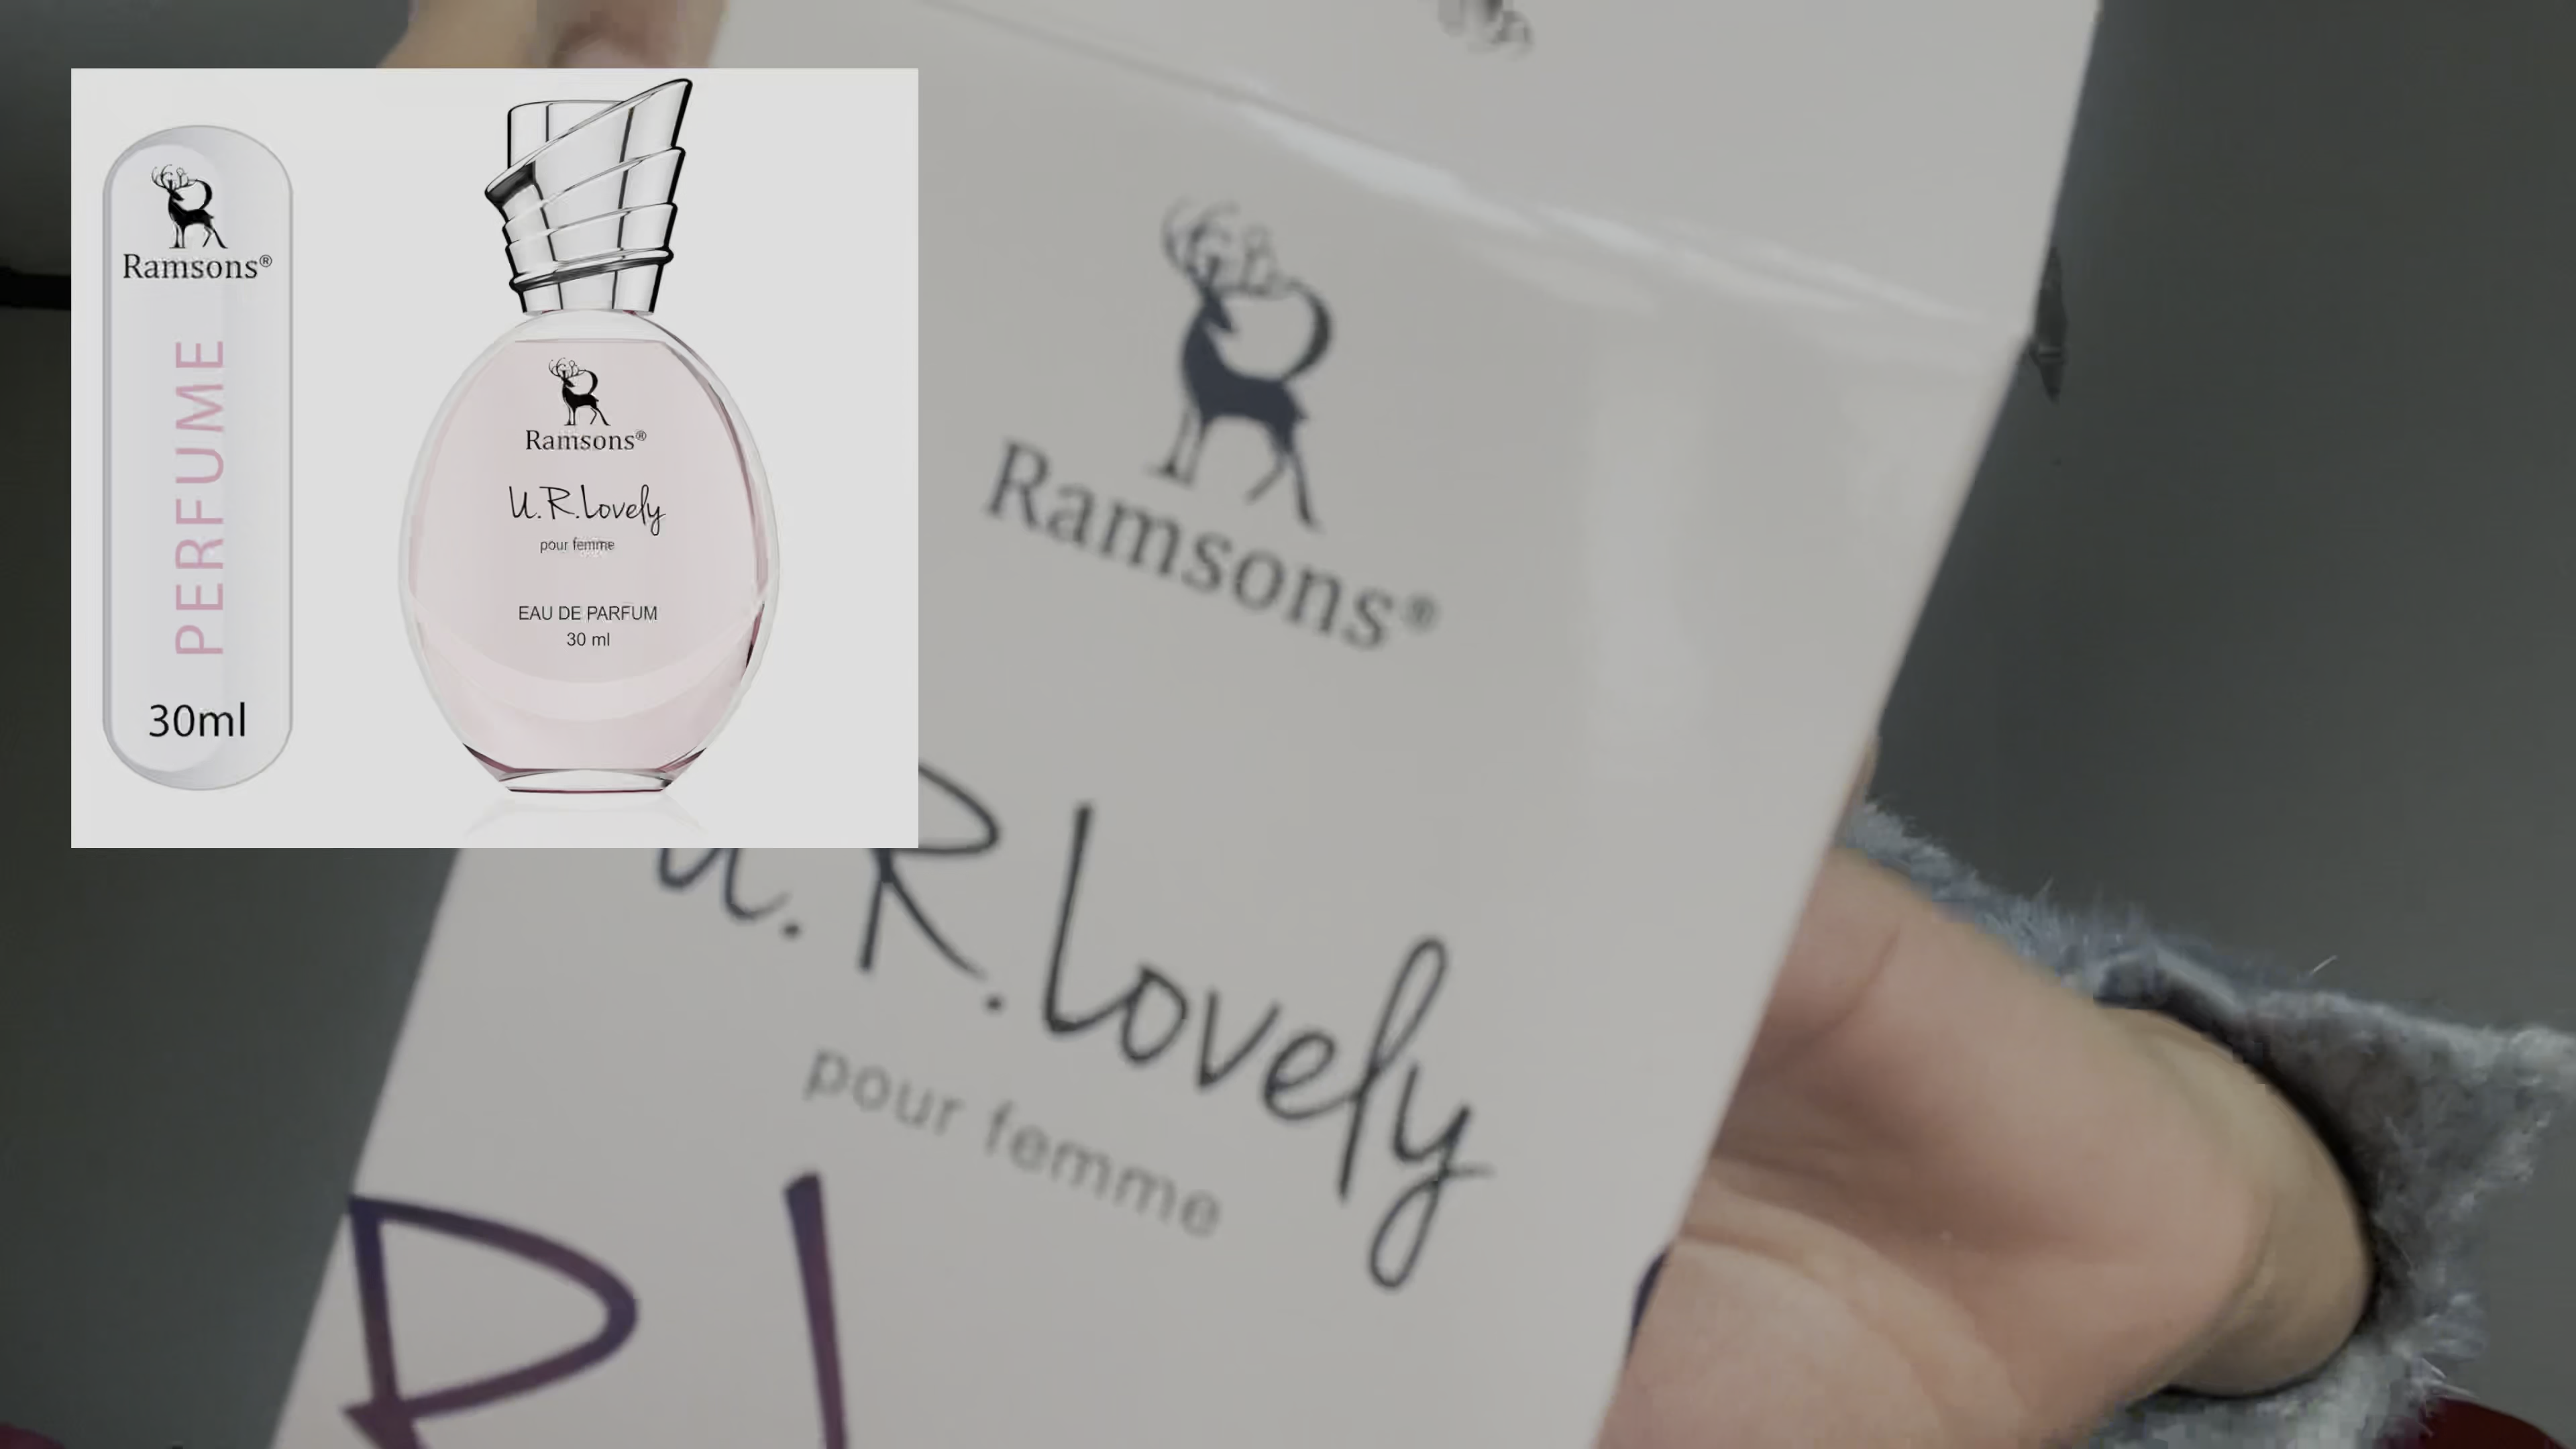 Ramsons®
PERFUME
30ml
Ramsons®
U.R.Lovely
pour femme
EAU DE PARFUM
30 ml
Ramsons®
U.R.Lovely
pour femme
R l